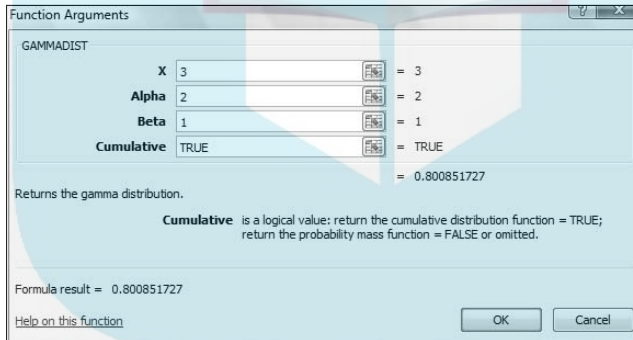 Function Arguments
GAMMADIST
X 3 = 3
Alpha 2 = 2
Beta 1 = 1
Cumulative TRUE = TRUE
= 0.800851727
Returns the gamma distribution.
Cumulative is a logical value: return the cumulative distribution function = TRUE;
return the probability mass function = FALSE or omitted.
Formula result = 0.800851727
Help on this function OK Cancel